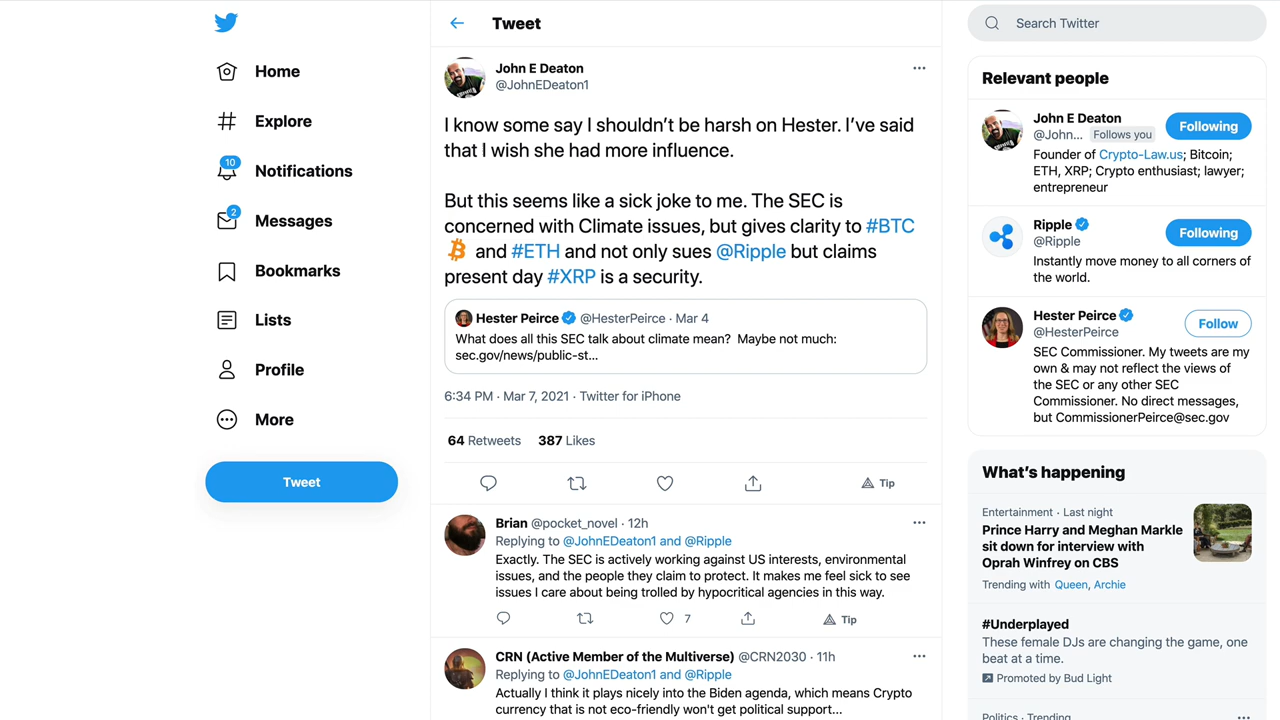 Home
Explore
10
Notifications
2
Messages
Bookmarks
Lists
Profile
More
Tweet
Tweet
John E Deaton
@JohnEDeaton1
I know some say I shouldn't be harsh on Hester. I've said
that I wish she had more influence.
But this seems like a sick joke to me. The SEC is
concerned with Climate issues, but gives clarity to #BTC
and #ETH and not only sues @Ripple but claims
present day #XRP is a security.
Hester Peirce @HesterPeirce · Mar 4
What does all this SEC talk about climate mean? Maybe not much:
sec.gov/news/public-st...
6:34 PM · Mar 7, 2021 · Twitter for iPhone
64 Retweets 387 Likes
Tip
Brian @pocket_novel · 12h
Replying to @JohnEDeaton1 and @Ripple
Exactly. The SEC is actively working against US interests, environmental
issues, and the people they claim to protect. It makes me feel sick to see
issues I care about being trolled by hypocritical agencies in this way.
7
Tip
CRN (Active Member of the Multiverse) @CRN2030 · 11h
Replying to @JohnEDeaton1 and @Ripple
Actually I think it plays nicely into the Biden agenda, which means Crypto
currency that is not eco-friendly won't get political support...
Search Twitter
Relevant people
John E Deaton
@John... Follows you
Following
Founder of Crypto-Law.us; Bitcoin;
ETH, XRP; Crypto enthusiast; lawyer;
entrepreneur
Ripple
@Ripple
Following
Instantly move money to all corners of
the world.
Hester Peirce
@HesterPeirce
Follow
SEC Commissioner. My tweets are my
own & may not reflect the views of
the SEC or any other SEC
Commissioner. No direct messages,
but CommissionerPeirce@sec.gov
What's happening
Entertainment · Last night
Prince Harry and Meghan Markle
sit down for interview with
Oprah Winfrey on CBS
Trending with Queen, Archie
#Underplayed
These female DJs are changing the game, one
beat at a time.
Promoted by Bud Light
Politics · Trending